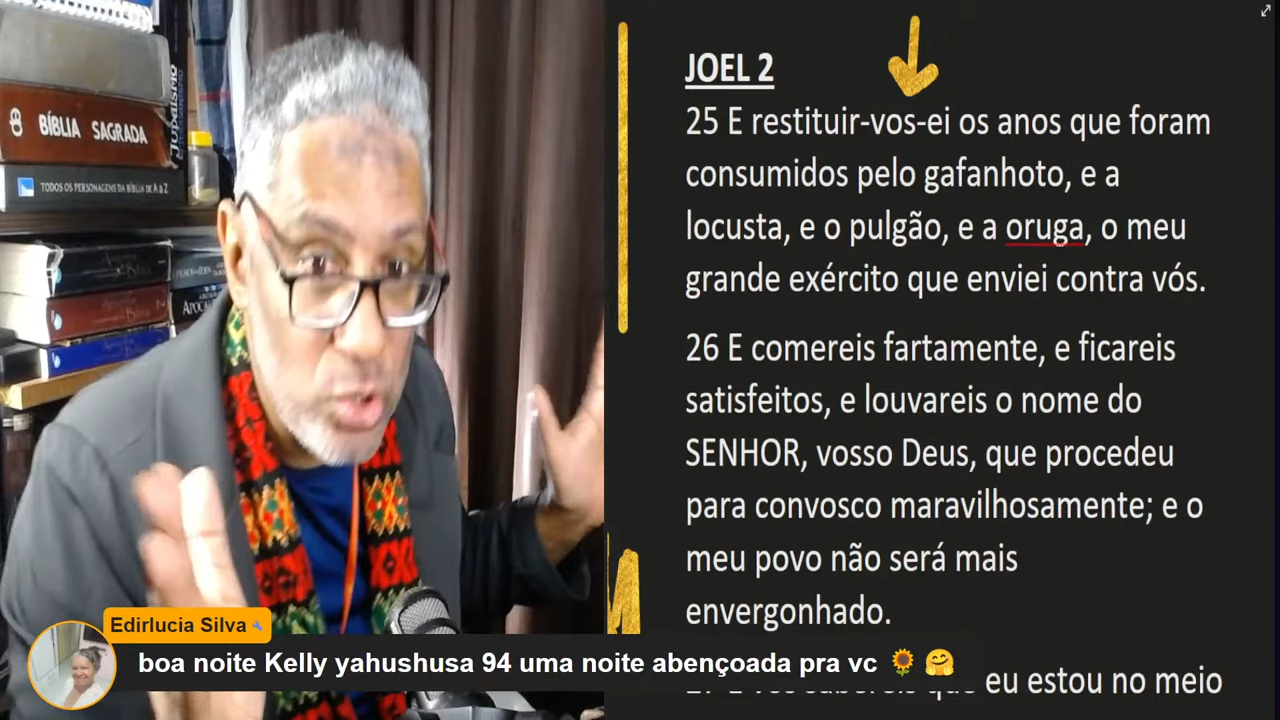 BÍBLIA SAGRADA
Judaísmo
TODOS OS PERSONAGENS DA BÍBLIA DE A a Z
JOEL 2
25 E restituir-vos-ei os anos que foram
consumidos pelo gafanhoto, e a
locusta, e o pulgão, e a oruga, o meu
grande exército que enviei contra vós.
26 E comereis fartamente, e ficareis
satisfeitos, e louvareis o nome do
SENHOR, vosso Deus, que procedeu
para convosco maravilhosamente; e o
meu povo não será mais
envergonhado.
eu estou no meio
Edirlucia Silva
boa noite Kelly yahushusa 94 uma noite abençoada pra vc 🌻 🤗